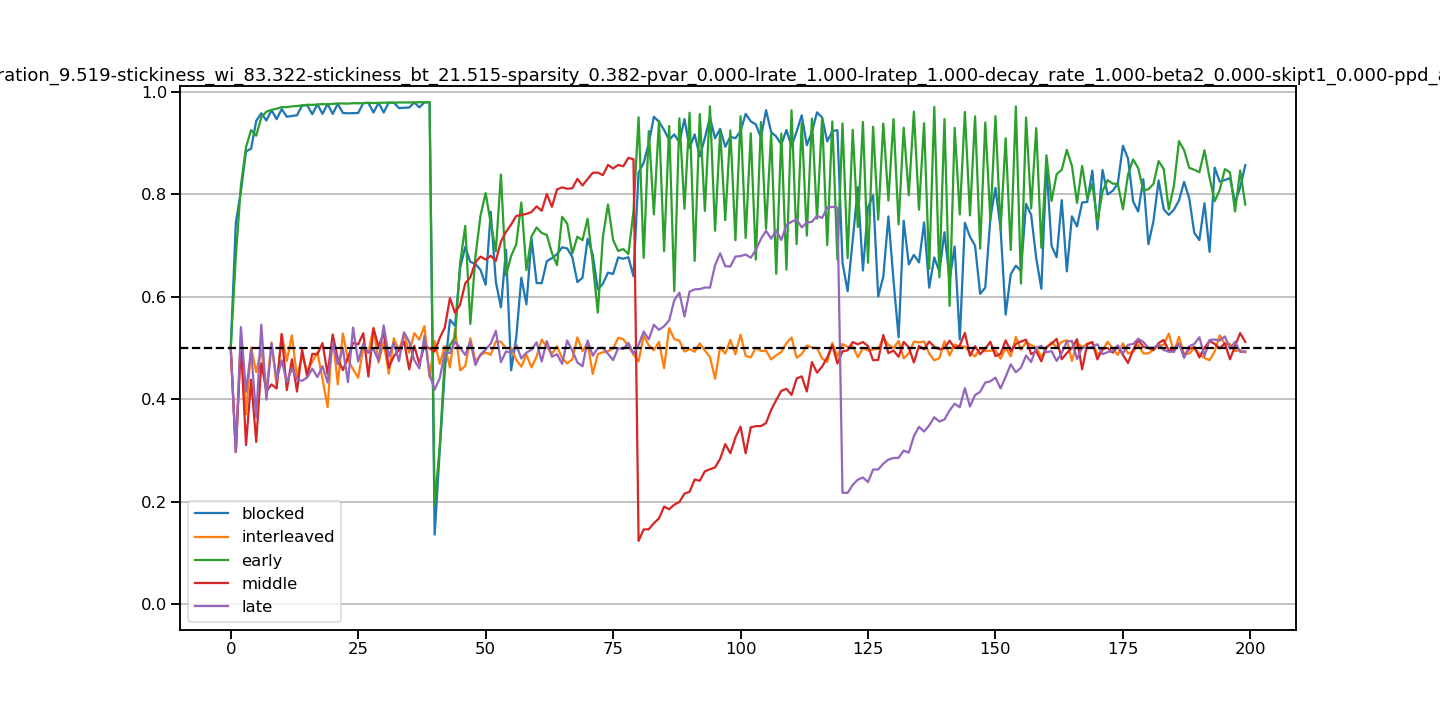 ration_9.519-stickiness_wi_83.322-stickiness_bt_21.515-sparsity_0.382-pvar_0.000-lrate_1.000-lratep_1.000-decay_rate_1.000-beta2_0.000-skipt1_0.000-ppd_a
1.0
0.8
0.6
0.4
0.2
0.0
blocked
interleaved
early
middle
late
0 25 50 75 100 125 150 175 200